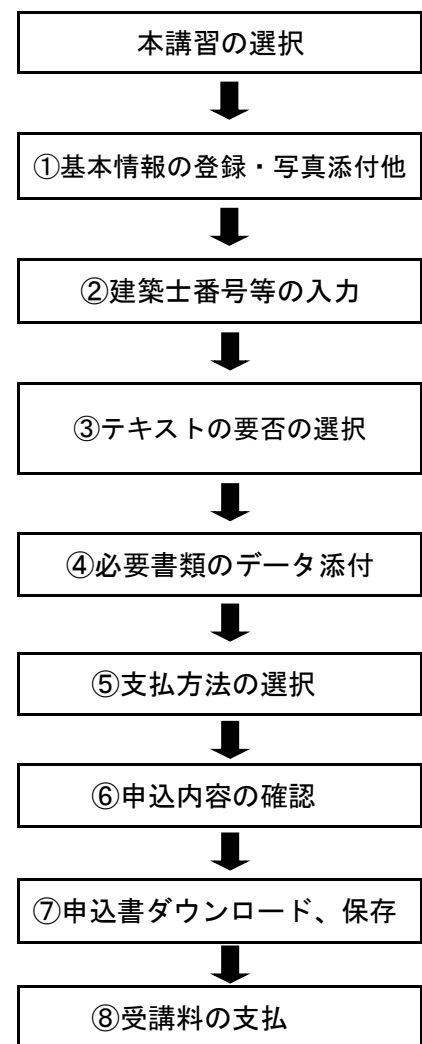 本講習の選択
①基本情報の登録・写真添付他
②建築士番号等の入力
③テキストの要否の選択
④必要書類のデータ添付
⑤支払方法の選択
⑥申込内容の確認
⑦申込書ダウンロード、保存
⑧受講料の支払